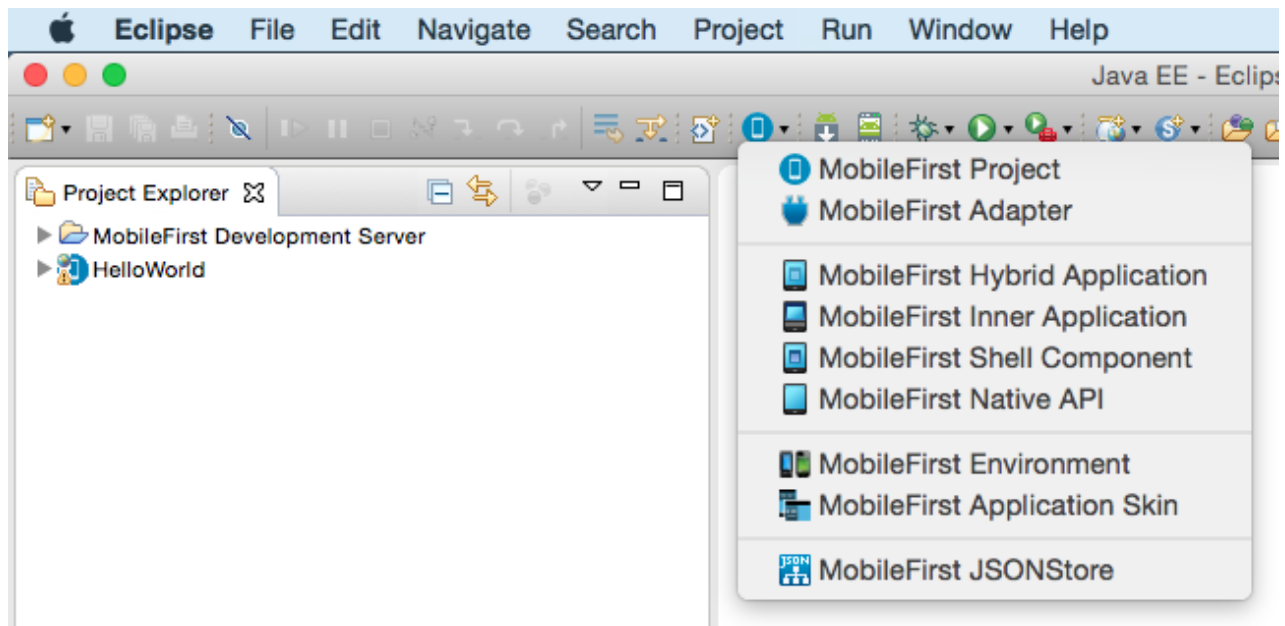 Eclipse File Edit Navigate Search Project Run Window Help
Java EE - Eclips
Project Explorer
MobileFirst Development Server
HelloWorld
MobileFirst Project
MobileFirst Adapter
MobileFirst Hybrid Application
MobileFirst Inner Application
MobileFirst Shell Component
MobileFirst Native API
MobileFirst Environment
MobileFirst Application Skin
JSON MobileFirst JSONStore